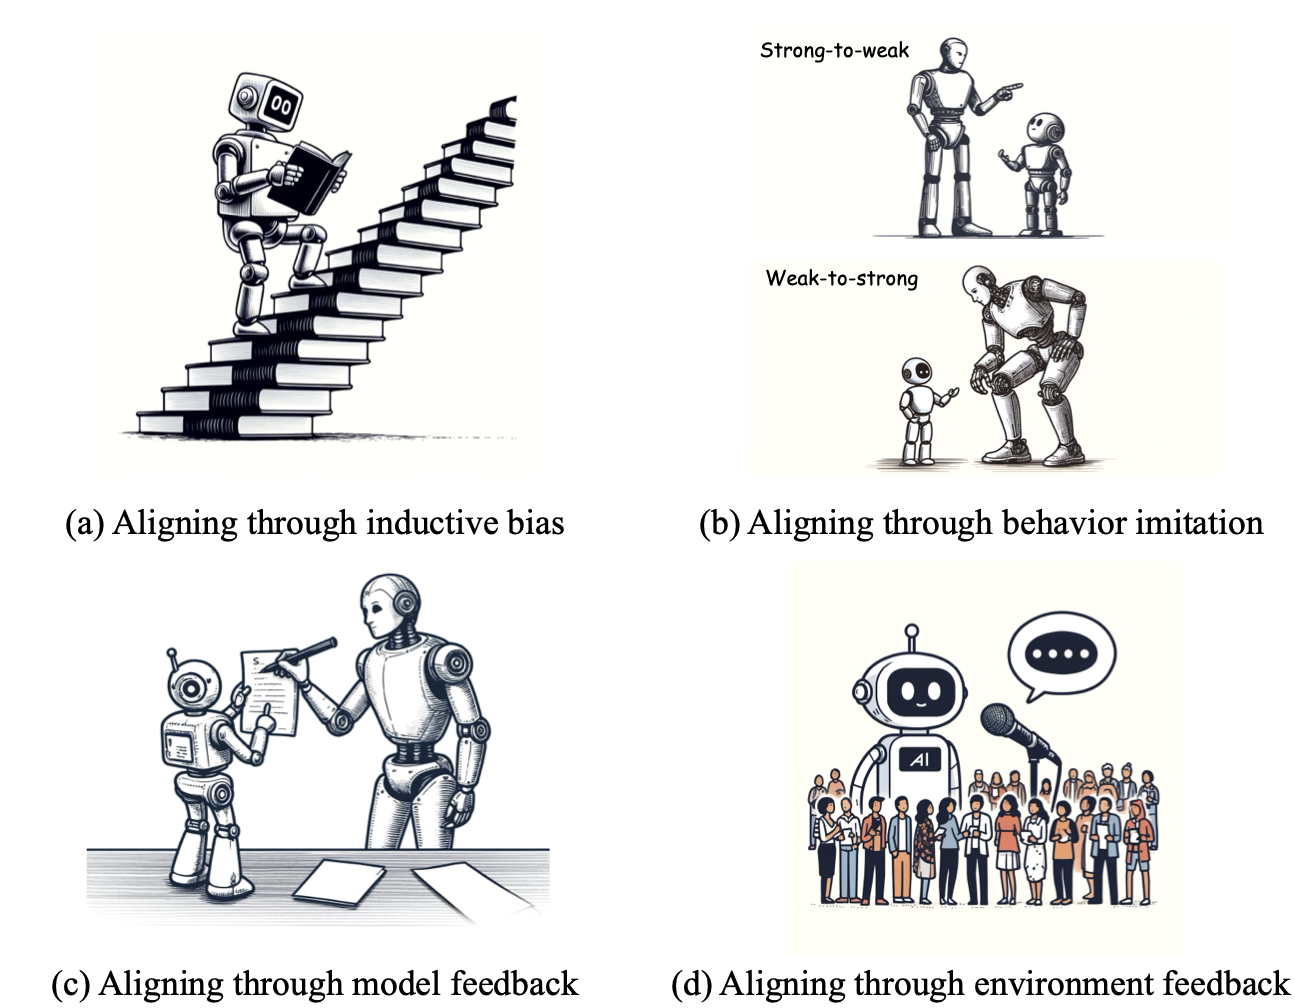 Strong-to-weak
Weak-to-strong
(a) Aligning through inductive bias
(b) Aligning through behavior imitation
S..
AI
(c) Aligning through model feedback
(d) Aligning through environment feedback